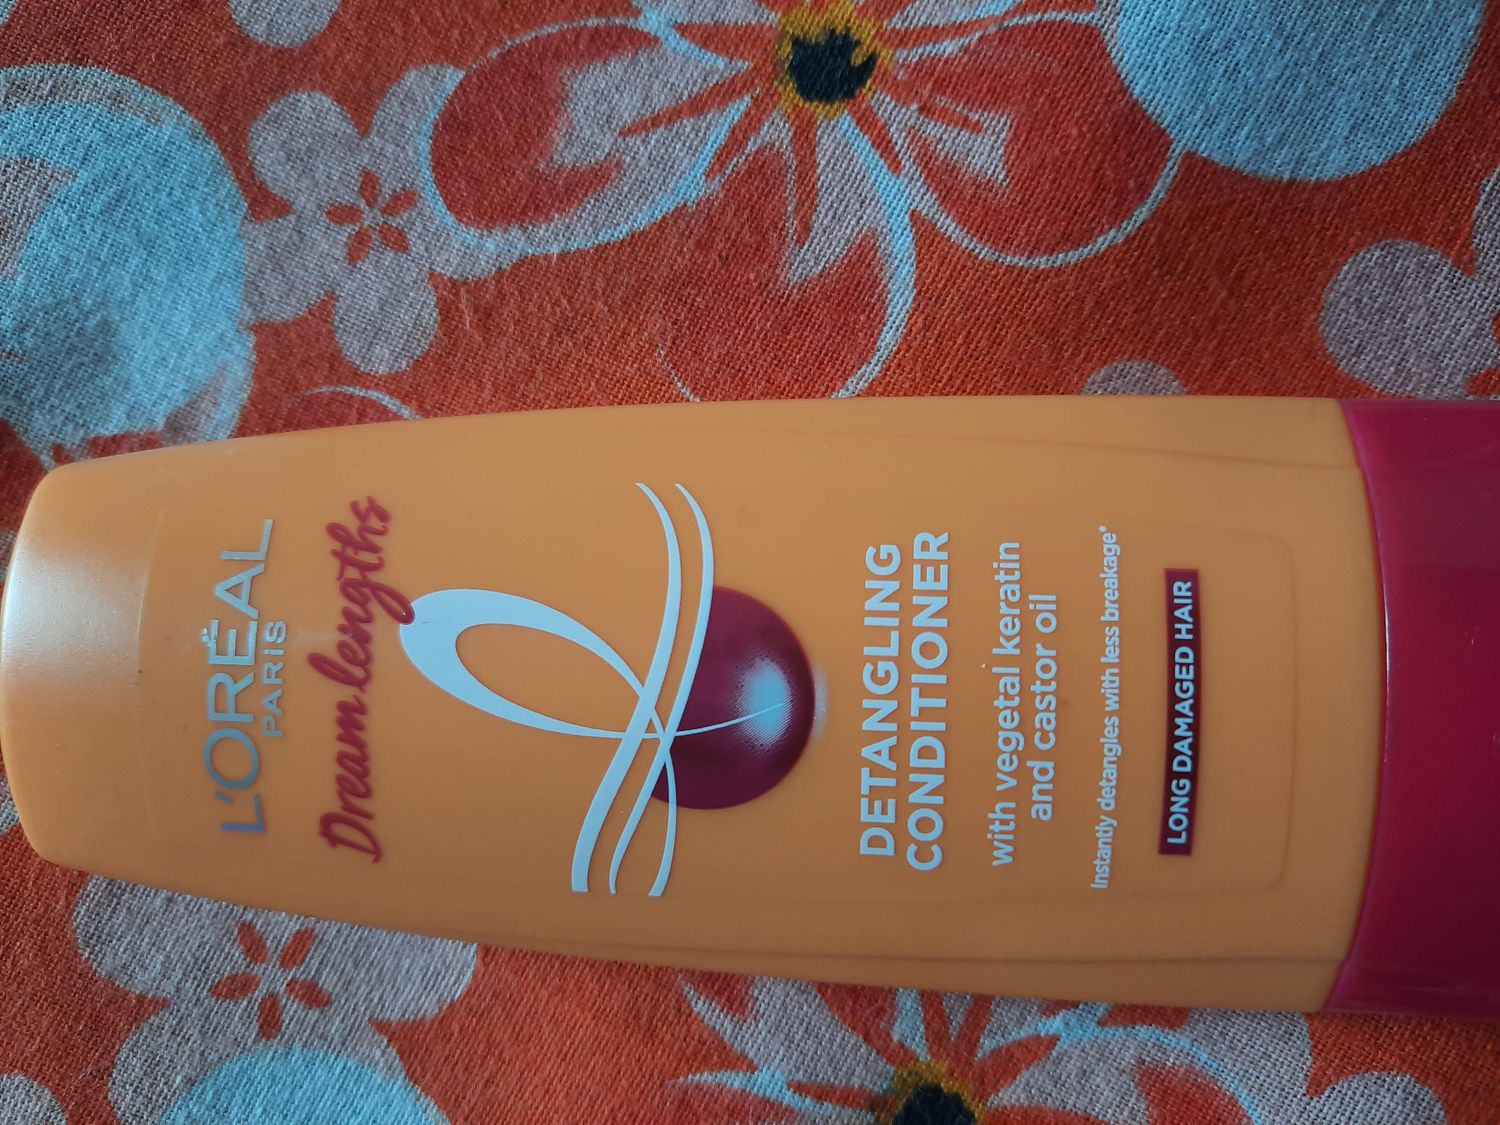 L'ORÉAL
PARIS
Dream lengths
DETANGLING
CONDITIONER
with vegetal keratin
and castor oil
Instantly detangles with less breakage*
LONG DAMAGED HAIR